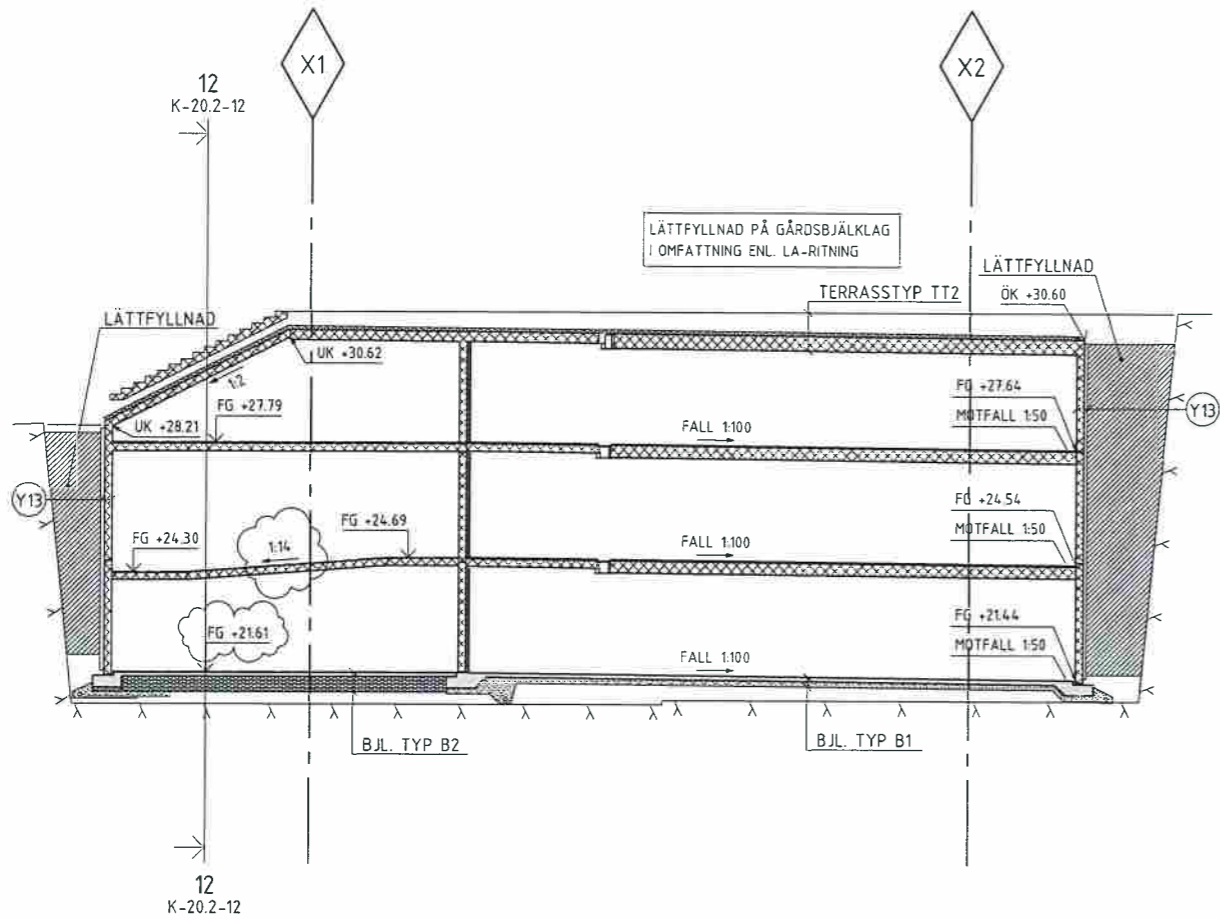 X1
X2
12
K-20.2-12
LÄTTFYLLNAD PÅ GÅRDSBJÄLKLAG
I OMFATTNING ENL. LA-RITNING
LÄTTFYLLNAD
TERRASSTYP TT2
ÖK +30.60
LÄTTFYLLNAD
UK +30.62
1:2
FG +27.79
UK +28.21
FG +27.64
MOTFALL 1:50
Y13
FALL 1:100
Y13
FG +24.30
1:14
FG +24.69
FALL 1:100
FG +24.54
MOTFALL 1:50
FG +21.61
FALL 1:100
FG +21.44
MOTFALL 1:50
BJL. TYP B2
BJL. TYP B1
12
K-20.2-12